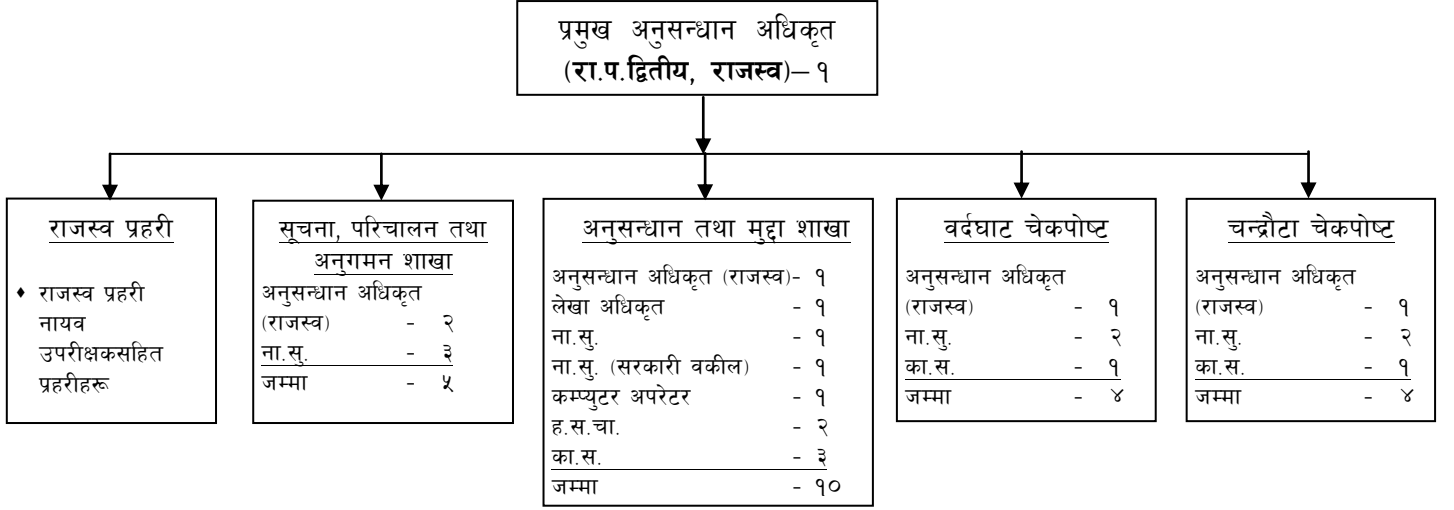 प्रमुख अनुसन्धान अधिकृत
(रा.प.द्वितीय, राजस्व)– १
राजस्व प्रहरी
♦ राजस्व प्रहरी
नायव
उपरीक्षकसहित
प्रहरीहरू
सूचना, परिचालन तथा
अनुगमन शाखा
अनुसन्धान अधिकृत
(राजस्व) - २
ना.सु. - ३
जम्मा - ५
अनुसन्धान तथा मुद्दा शाखा
अनुसन्धान अधिकृत (राजस्व)- १
लेखा अधिकृत - १
ना.सु. - १
ना.सु. (सरकारी वकील) - १
कम्प्युटर अपरेटर - १
ह.स.चा. - २
का.स. - ३
जम्मा - १०
वर्दघाट चेकपोष्ट
अनुसन्धान अधिकृत
(राजस्व) - १
ना.सु. - २
का.स. - १
जम्मा - ४
चन्द्रौटा चेकपोष्ट
अनुसन्धान अधिकृत
(राजस्व) - १
ना.सु. - २
का.स. - १
जम्मा - ४